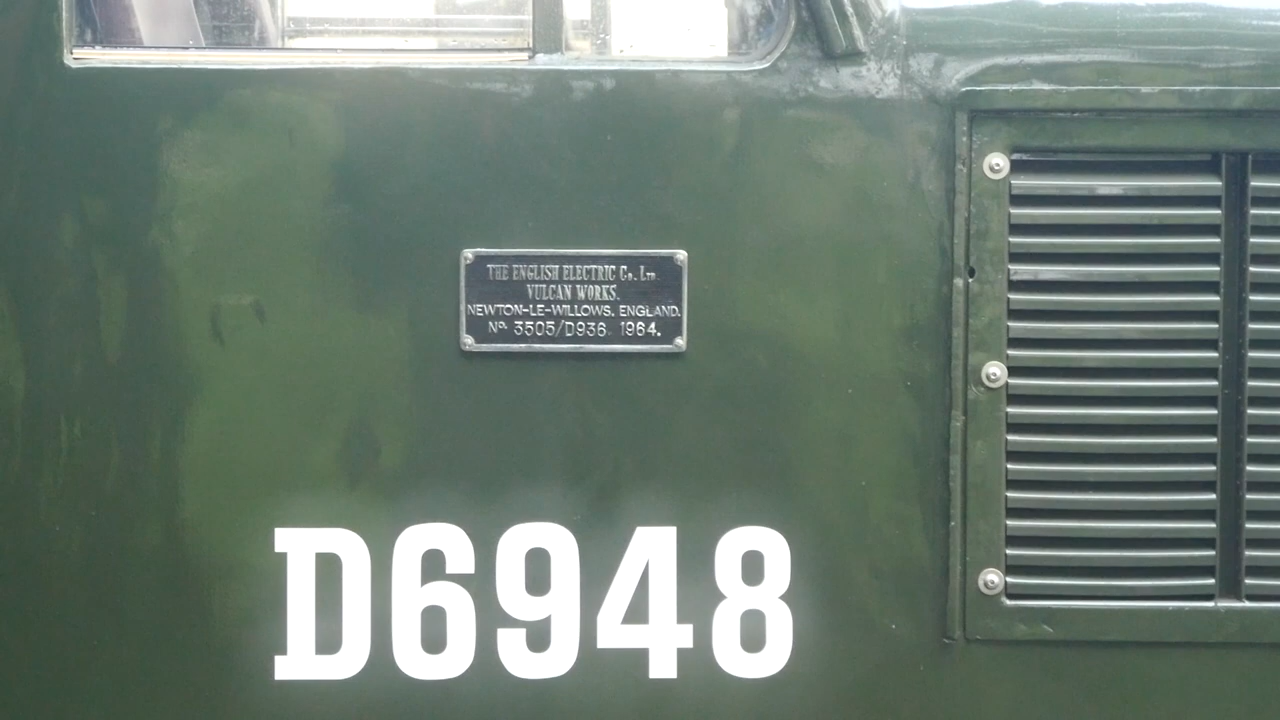 THE ENGLISH ELECTRIC Co. LTD.
VULCAN WORKS.
NEWTON-LE-WILLOWS. ENGLAND.
No. 3505/D936 1964.
D6948